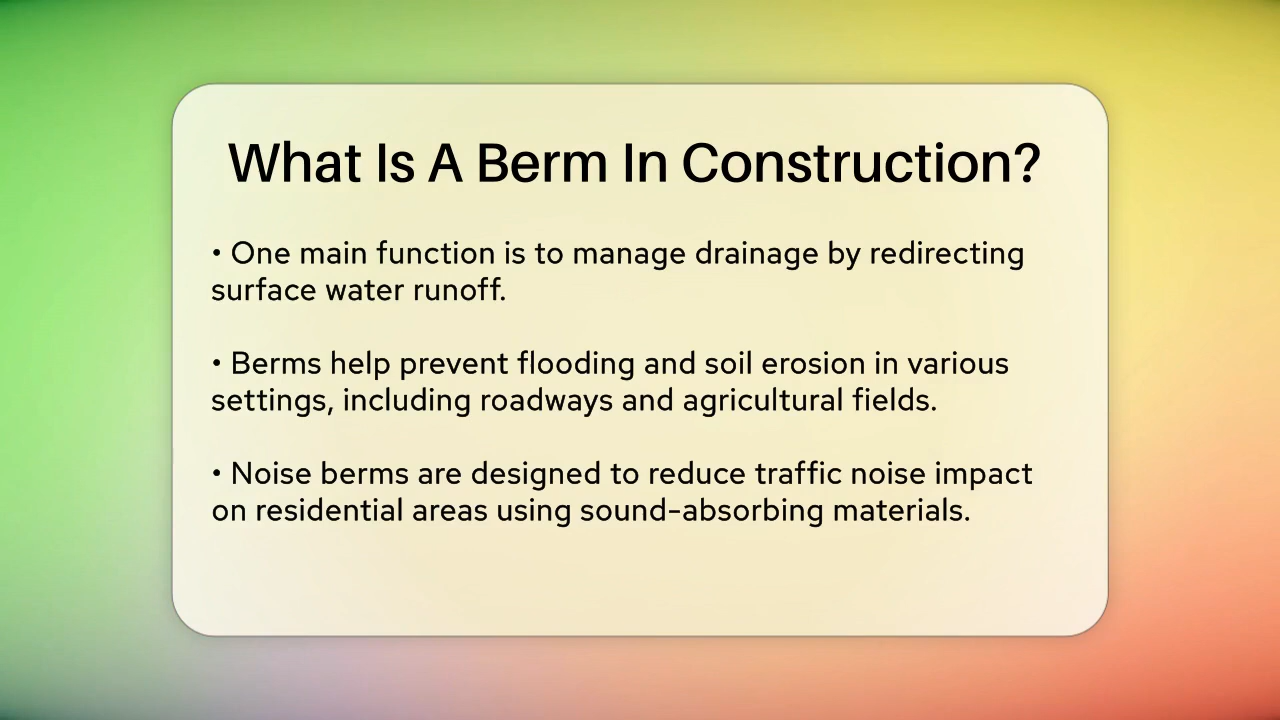 What Is A Berm In Construction?
• One main function is to manage drainage by redirecting
surface water runoff.
• Berms help prevent flooding and soil erosion in various
settings, including roadways and agricultural fields.
• Noise berms are designed to reduce traffic noise impact
on residential areas using sound-absorbing materials.